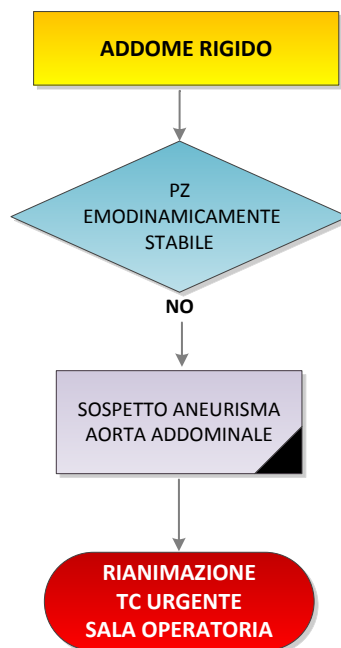 ADDOME RIGIDO
PZ
EMODINAMICAMENTE
STABILE
NO
SOSPETTO ANEURISMA
AORTA ADDOMINALE
RIANIMAZIONE
TC URGENTE
SALA OPERATORIA